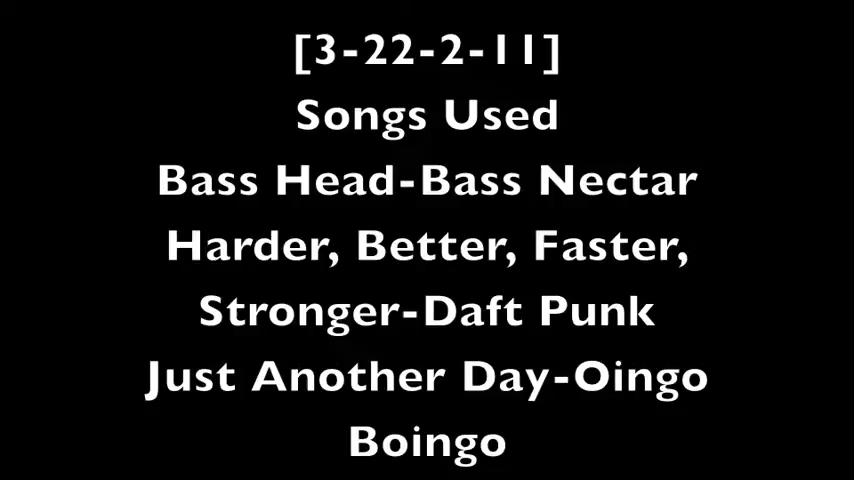 [3-22-2-11]
Songs Used
Bass Head-Bass Nectar
Harder, Better, Faster,
Stronger-Daft Punk
Just Another Day-Oingo
Boingo